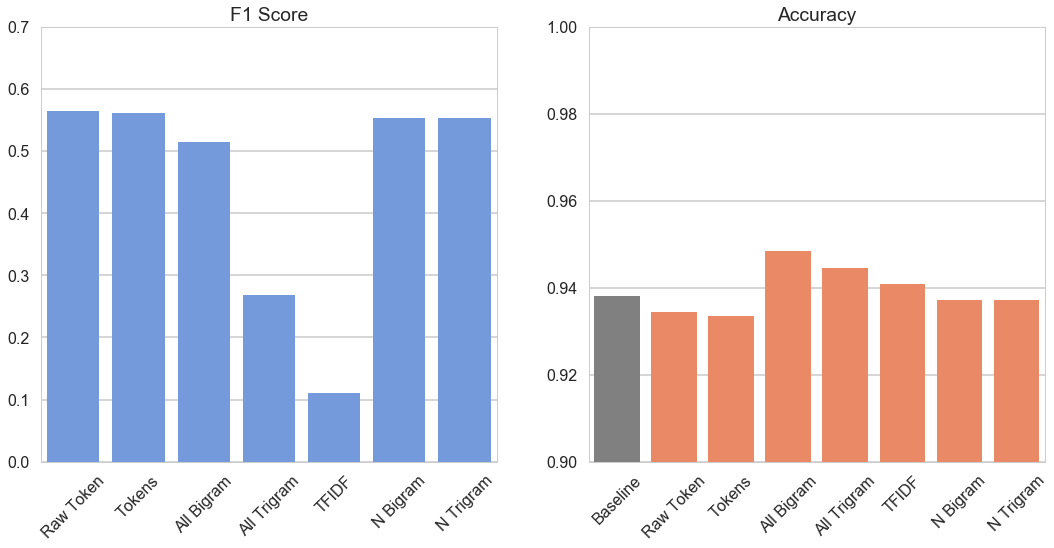 F1 Score
0.7
0.6
0.5
0.4
0.3
0.2
0.1
0.0
Raw Token
Tokens
All Bigram
All Trigram
TFIDF
N Bigram
N Trigram
Accuracy
1.00
0.98
0.96
0.94
0.92
0.90
Baseline
Raw Token
Tokens
All Bigram
All Trigram
TFIDF
N Bigram
N Trigram